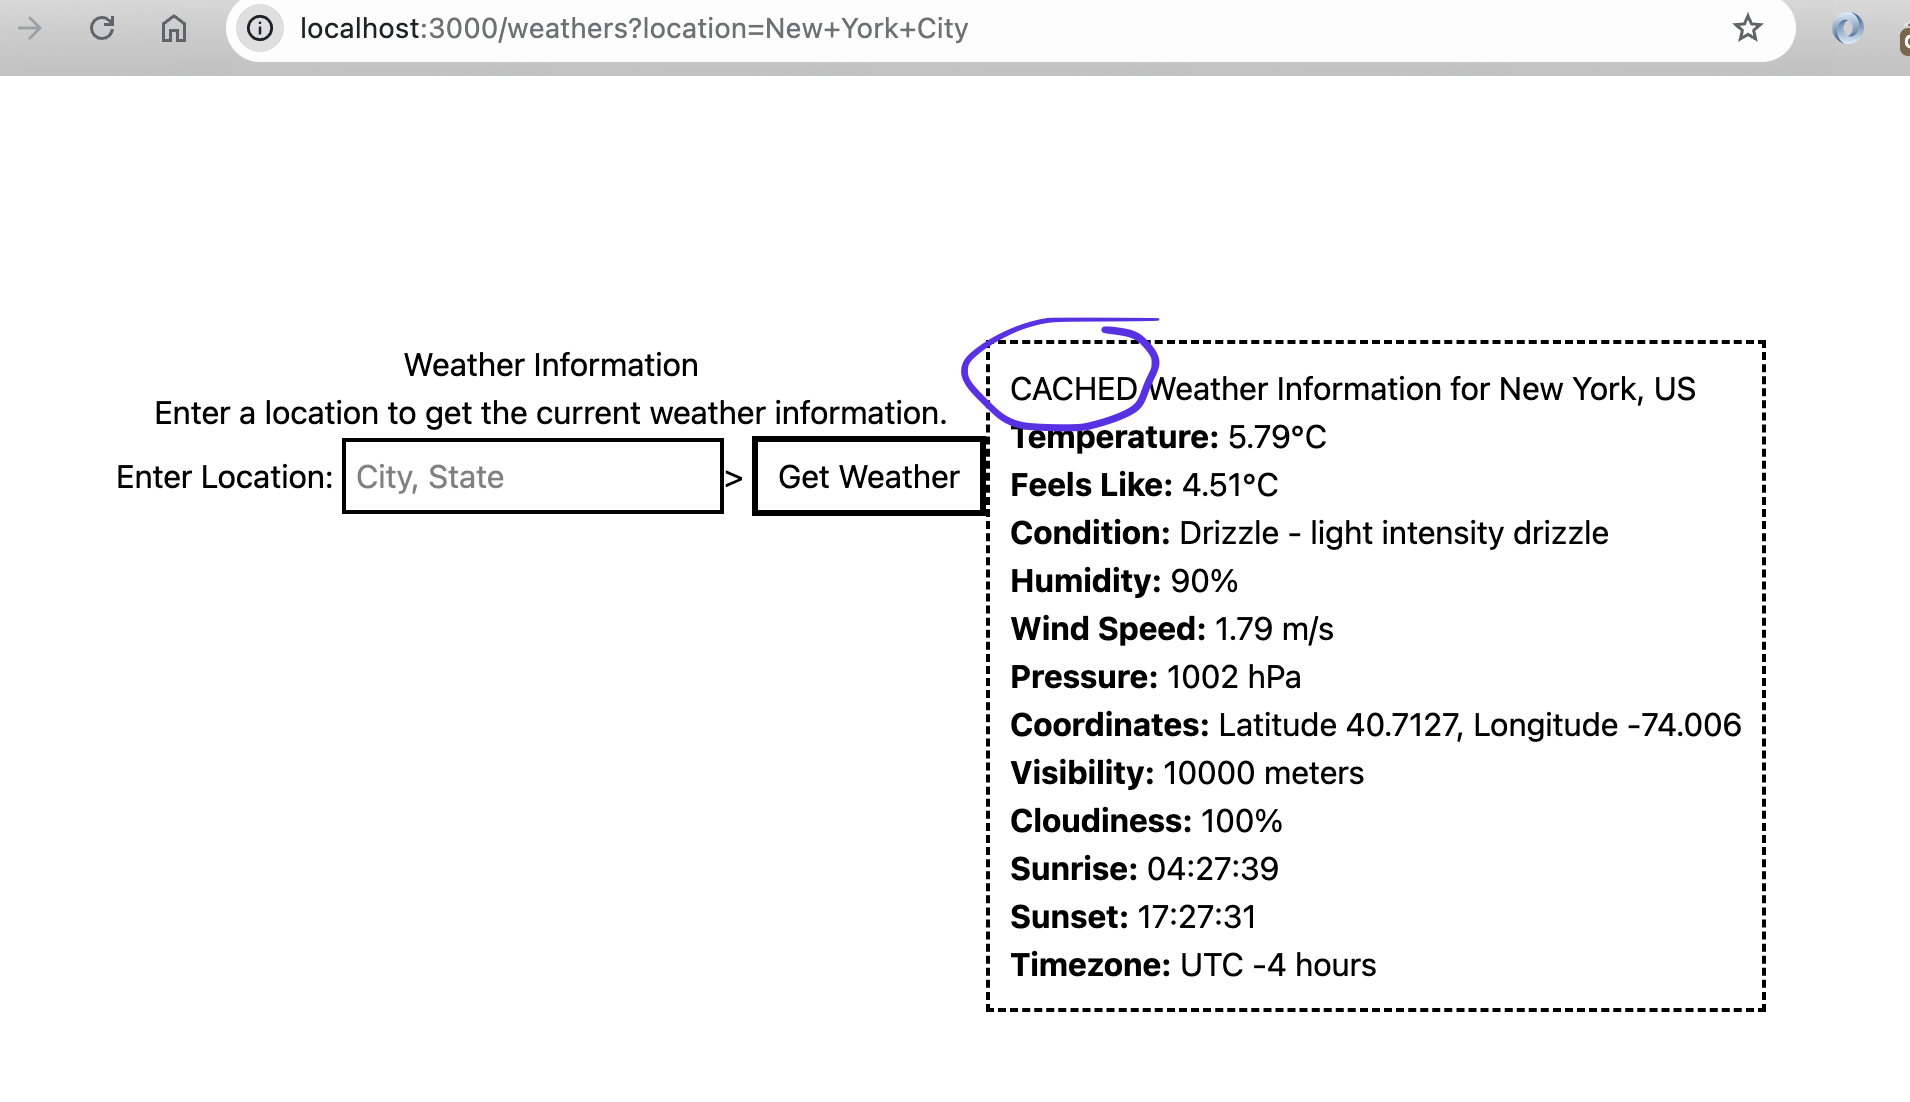 localhost:3000/weathers?location=New+York+City
Weather Information
Enter a location to get the current weather information.
Enter Location: City, State > Get Weather
CACHED Weather Information for New York, US
Temperature: 5.79°C
Feels Like: 4.51°C
Condition: Drizzle - light intensity drizzle
Humidity: 90%
Wind Speed: 1.79 m/s
Pressure: 1002 hPa
Coordinates: Latitude 40.7127, Longitude -74.006
Visibility: 10000 meters
Cloudiness: 100%
Sunrise: 04:27:39
Sunset: 17:27:31
Timezone: UTC -4 hours